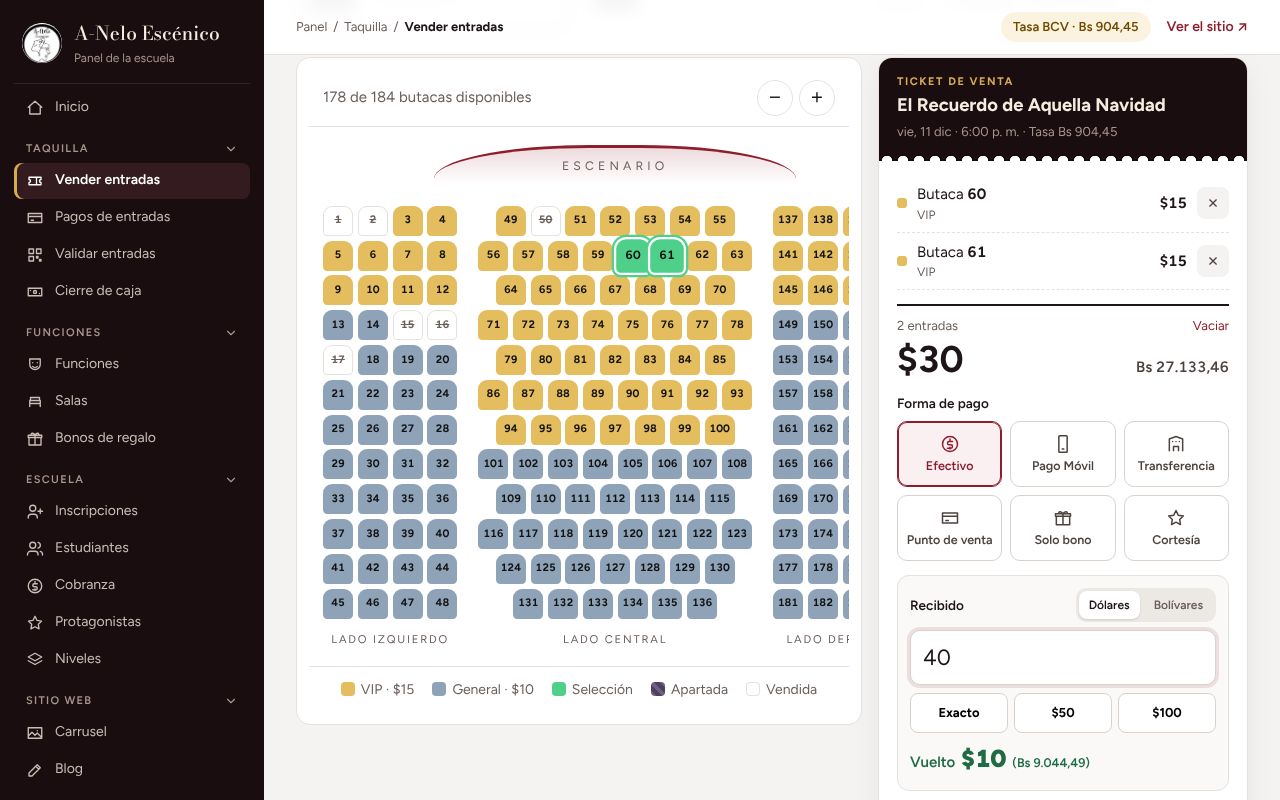 A-Nelo Escénico
Panel de la escuela
Inicio
TAQUILLA
Vender entradas
Pagos de entradas
Validar entradas
Cierre de caja
FUNCIONES
Funciones
Salas
Bonos de regalo
ESCUELA
Inscripciones
Estudiantes
Cobranza
Protagonistas
Niveles
SITIO WEB
Carrusel
Blog
Panel / Taquilla / Vender entradas
Tasa BCV · Bs 904,45
Ver el sitio ↗
178 de 184 butacas disponibles
− +
ESCENARIO
1 2 3 4 49 50 51 52 53 54 55 137 138
5 6 7 8 56 57 58 59 60 61 62 63 141 142
9 10 11 12 64 65 66 67 68 69 70 145 146
13 14 15 16 71 72 73 74 75 76 77 78 149 150
17 18 19 20 79 80 81 82 83 84 85 153 154
21 22 23 24 86 87 88 89 90 91 92 93 157 158
25 26 27 28 94 95 96 97 98 99 100 161 162
29 30 31 32 101 102 103 104 105 106 107 108 165 166
33 34 35 36 109 110 111 112 113 114 115 169 170
37 38 39 40 116 117 118 119 120 121 122 123 173 174
41 42 43 44 124 125 126 127 128 129 130 177 178
45 46 47 48 131 132 133 134 135 136 181 182
LADO IZQUIERDO LADO CENTRAL LADO
VIP · $15 General · $10 Selección Apartada Vendida
TICKET DE VENTA
El Recuerdo de Aquella Navidad
vie, 11 dic · 6:00 p. m. · Tasa Bs 904,45
Butaca 60
VIP
$15 ×
Butaca 61
VIP
$15 ×
2 entradas Vaciar
$30 Bs 27.133,46
Forma de pago
Efectivo Pago Móvil Transferencia
Punto de venta Solo bono Cortesía
Recibido Dólares Bolívares
40
Exacto $50 $100
Vuelto $10 (Bs 9.044,49)